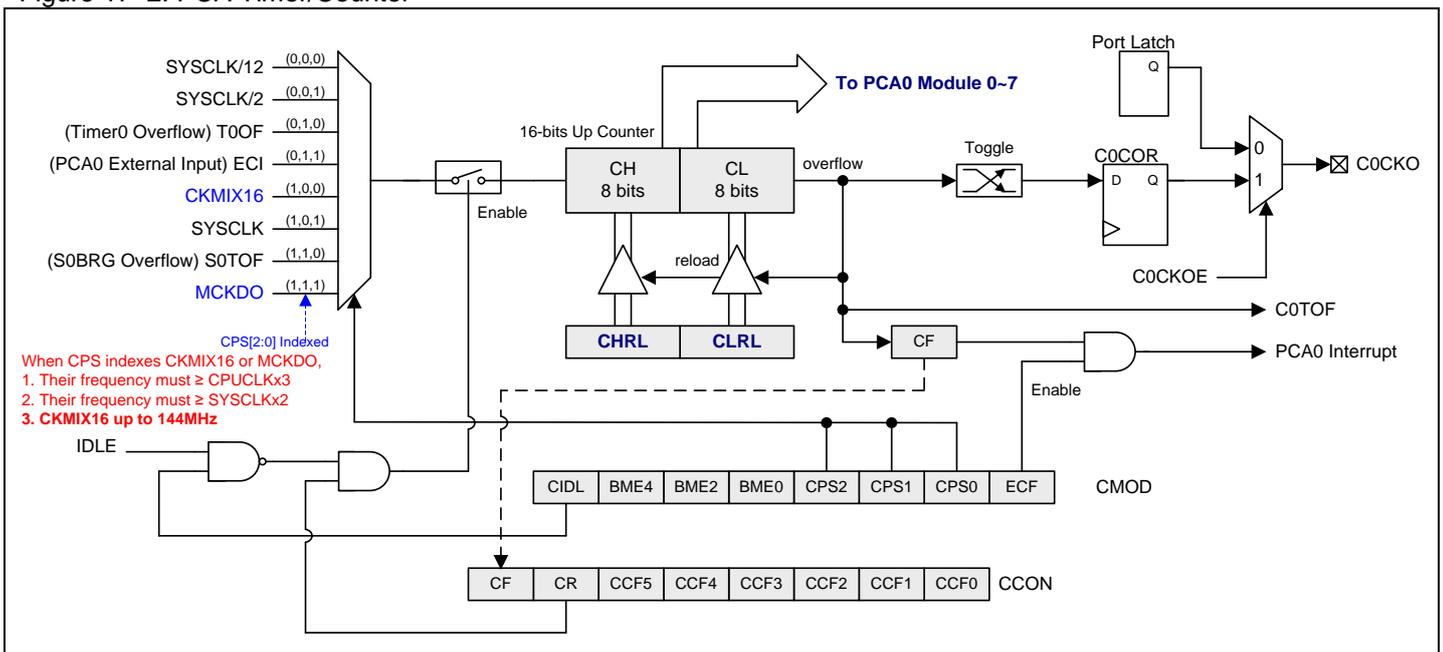 SYSCLK/12 (0,0,0)
SYSCLK/2 (0,0,1)
(Timer0 Overflow) T0OF (0,1,0)
(PCA0 External Input) ECI (0,1,1)
CKMIX16 (1,0,0)
SYSCLK (1,0,1)
(S0BRG Overflow) S0TOF (1,1,0)
MCKDO (1,1,1)
CPS[2:0] Indexed
When CPS indexes CKMIX16 or MCKDO,
1. Their frequency must ≥ CPUCLKx3
2. Their frequency must ≥ SYSCLKx2
3. CKMIX16 up to 144MHz
IDLE
Enable
To PCA0 Module 0~7
16-bits Up Counter
CH
8 bits
CL
8 bits
overflow
reload
CHRL CLRL
Toggle
Port Latch
Q
C0COR
D Q
0
1
C0CKO
C0CKOE
C0TOF
CF
PCA0 Interrupt
Enable
CIDL BME4 BME2 BME0 CPS2 CPS1 CPS0 ECF CMOD
CF CR CCF5 CCF4 CCF3 CCF2 CCF1 CCF0 CCON